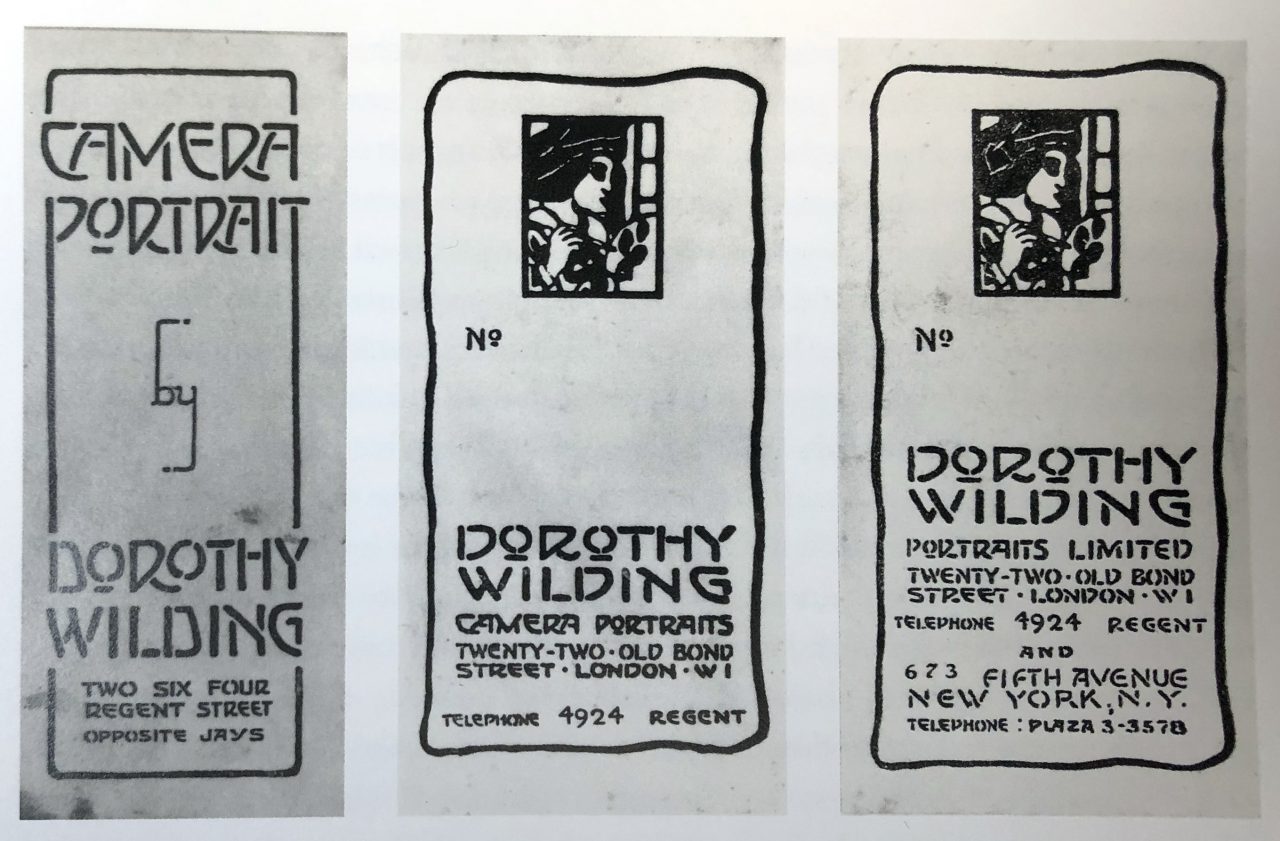 CAMERA
PORTRAIT
by
DOROTHY
WILDING
TWO SIX FOUR
REGENT STREET
OPPOSITE JAYS
Nº
DOROTHY
WILDING
CAMERA PORTRAITS
TWENTY-TWO·OLD BOND
STREET·LONDON·W1
TELEPHONE 4924 REGENT
Nº
DOROTHY
WILDING
PORTRAITS LIMITED
TWENTY-TWO·OLD BOND
STREET·LONDON·W1
TELEPHONE 4924 REGENT
AND
673 FIFTH AVENUE
NEW YORK, N.Y.
TELEPHONE: PLAZA 3-3578